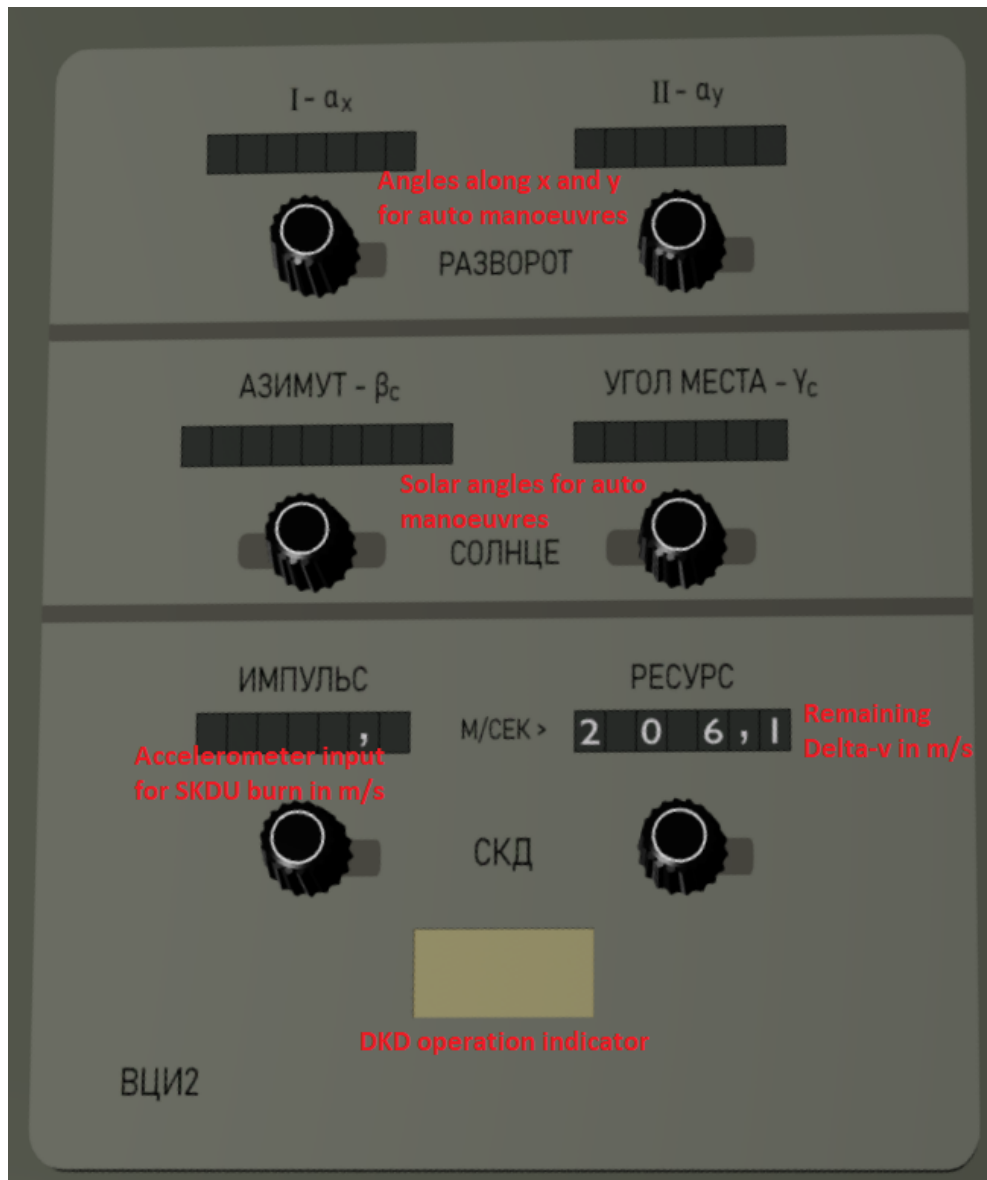 I - αx
II - αy
Angles along x and y
for auto manoeuvres
РАЗВОРОТ
АЗИМУТ - βc
УГОЛ МЕСТА - γc
Solar angles for auto
manoeuvres
СОЛНЦЕ
ИМПУЛЬС
РЕСУРС
,
М/СЕК >
2 0 6,1
Remaining
Delta-v in m/s
Accelerometer input
for SKDU burn in m/s
СКД
DKD operation indicator
ВЦИ2